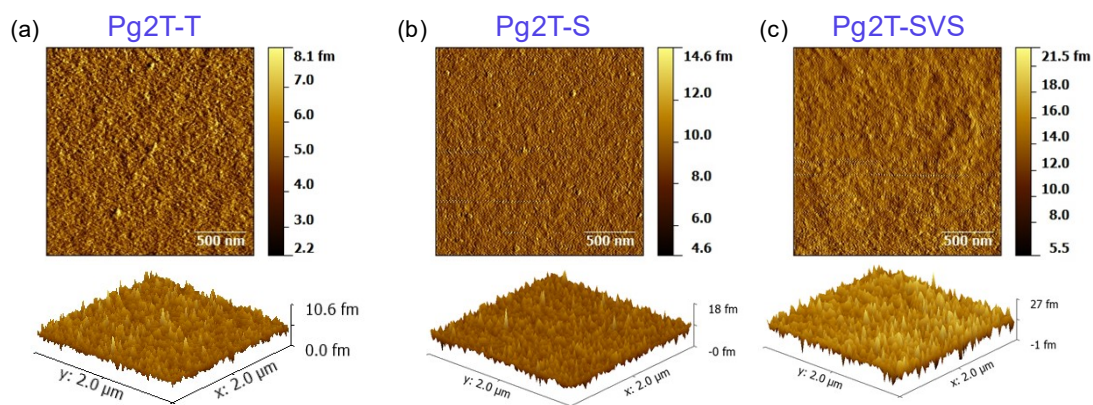 (a) Pg2T-T
8.1 fm
7.0
6.0
5.0
4.0
3.0
2.2
500 nm
10.6 fm
0.0 fm
y: 2.0 µm
x: 2.0 µm
(b) Pg2T-S
14.6 fm
12.0
10.0
8.0
6.0
4.6
500 nm
18 fm
-0 fm
y: 2.0 µm
x: 2.0 µm
(c) Pg2T-SVS
21.5 fm
18.0
16.0
14.0
12.0
10.0
8.0
5.5
500 nm
27 fm
-1 fm
y: 2.0 µm
x: 2.0 µm